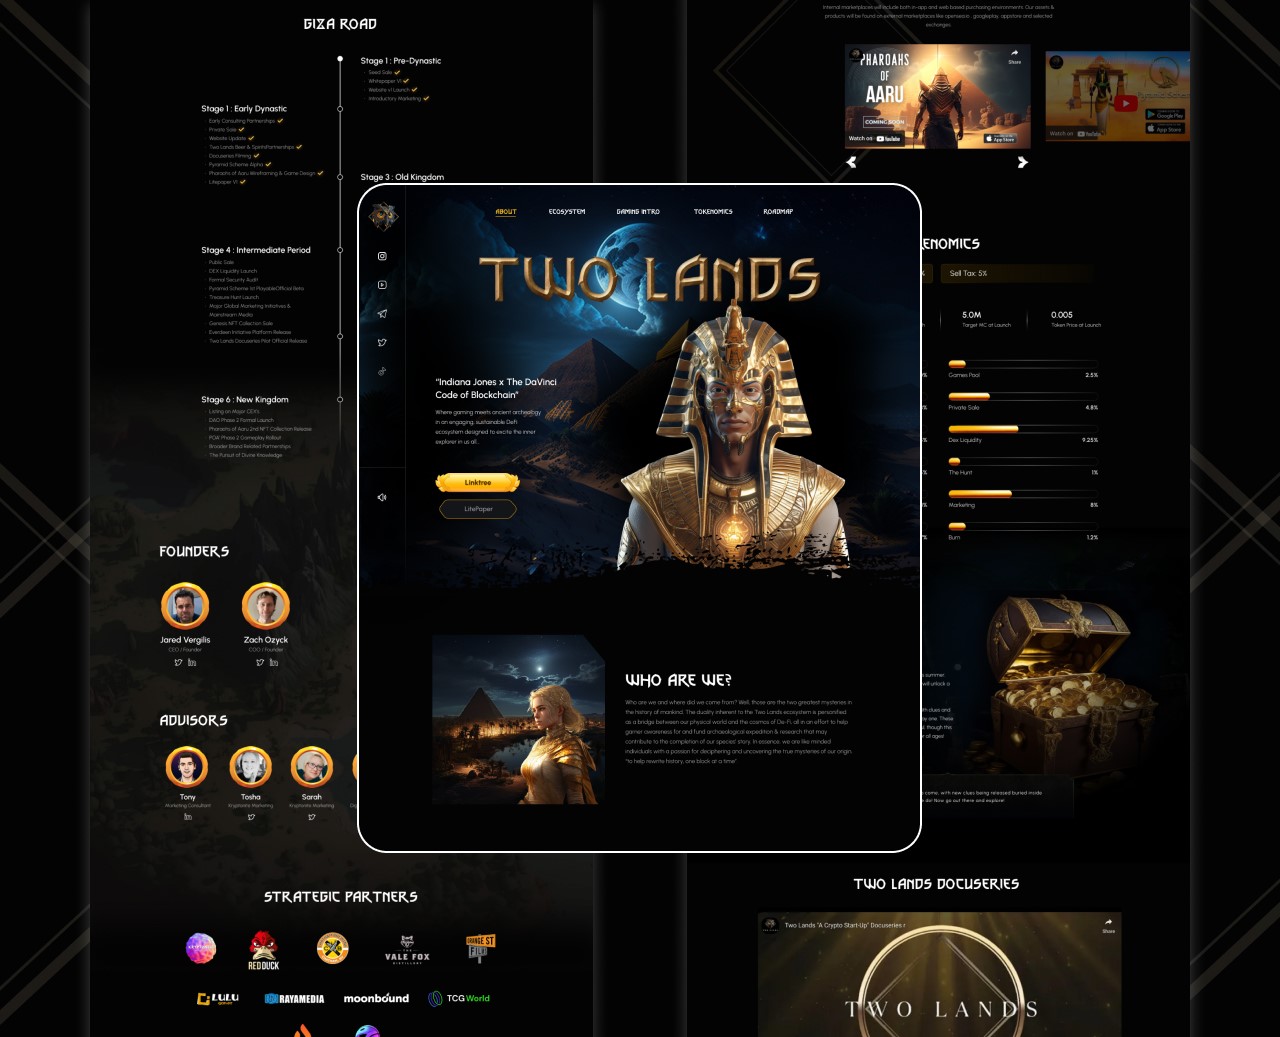 GIZA ROAD
Stage 1 : Pre-Dynastic
Seed Sale
Whitepaper V1
Website v1 Launch
Introductory Marketing
Stage 1 : Early Dynastic
Early Consulting Partnerships
Private Sale
Website Update
Two Lands Beer & SpiritsPartnerships
Docuseries Filming
Pyramid Scheme Alpha
Pharaohs of Aaru Wireframing & Game Design
Litepaper V1
Stage 3 : Old Kingdom
Stage 4 : Intermediate Period
Public Sale
DEX Liquidity Launch
Formal Security Audit
Pyramid Scheme 1st PlayableOfficial Beta
Treasure Hunt Launch
Major Global Marketing Initiatives &
Mainstream Media
Genesis NFT Collection Sale
Everdeen Initiative Platform Release
Two Lands Docuseries Pilot Official Release
Stage 6 : New Kingdom
Listing on Major CEX's
DAO Phase 2 Formal Launch
Pharaohs of Aaru 2nd NFT Collection Release
POA' Phase 2 Gameplay Rollout
Broader Brand Related Partnerships
The Pursuit of Divine Knowledge
FOUNDERS
Jared Vergilis
CEO / Founder
Zach Ozyck
COO / Founder
ADVISORS
Tony
Marketing Consultant
Tosha
Kryptonite Marketing
Sarah
Kryptonite Marketing
STRATEGIC PARTNERS
RED DUCK
THE
VALE FOX
DISTILLERY
ORANGE ST
FILMS
LULU
RAYAMEDIA
moonbound
TCG World
ABOUT
ECOSYSTEM
GAMING INTRO
TOKENOMICS
ROADMAP
TWO LANDS
"Indiana Jones x The DaVinci
Code of Blockchain"
Where gaming meets ancient archeology
in an engaging, sustainable Defi
ecosystem designed to excite the inner
explorer in us all.
Linktree
LitePaper
WHO ARE WE?
Who are we and where did we come from? Well, those are the two greatest mysteries in
the history of mankind. The duality inherent to the Two Lands ecosystem is personified,
as a bridge between our physical world and the cosmos of De-Fi, all in an effort to help
garner awareness for and fund archaeological expedition & research that may
contribute to the completion of our species' story. In essence, we are like minded
individuals with a passion for deciphering and uncovering the true mysteries of our origin.
"to help rewrite history, one block at a time"
Internal marketplaces will include both in-app and web based purchasing environments. Our assets &
products will be found on external marketplaces like opensea.io , googleplay, appstore and selected
exchanges.
PHAROAHS
OF
AARU
COMING SOON
Share
Watch on YouTube
App Store
Pyramid Scheme
Watch on YouTube
Google Play
App Store
ENOMICS
%
Sell Tax: 5%
5.0M
Target MC at Launch
0.005
Token Price at Launch
Games Pool
2.5%
Private Sale
4.8%
Dex Liquidity
9.25%
The Hunt
1%
Marketing
8%
Burn
1.2%
summer.
will unlock a
th clues and
y one. These
though this
r all ages!
come, with new clues being released buried inside
de! Now go out there and explore!
TWO LANDS DOCUSERIES
Two Lands "A Crypto Start-Up" Docuseries r
Share
TWO LANDS